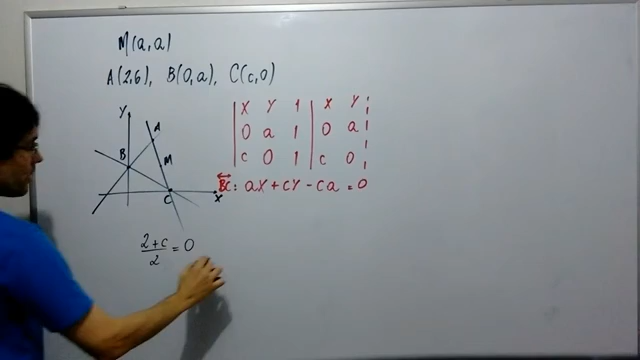 M(a,a)
A(2,6), B(0,a), C(c,0)
Y
A
B
M
C
X
X Y 1 X Y
0 a 1 0 a
c 0 1 c 0
BC: aX + cY - ca = 0
2+c
2
= 0